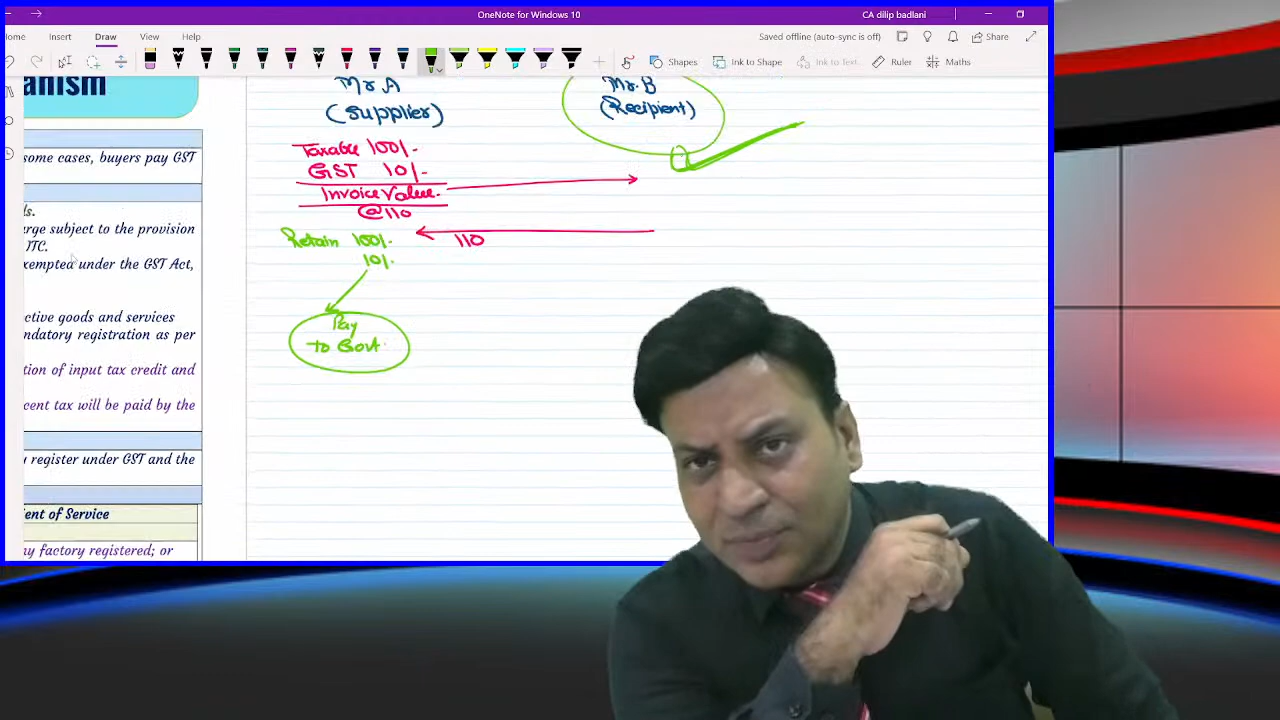 OneNote for Windows 10
CA dilip badlani
Home Insert Draw View Help
Saved offline (auto-sync is off)
Share
Shapes
Ink to Shape
Ink to Text
Ruler
Maths
anism
some cases, buyers pay GST
ds.
rge subject to the provision
ITC.
exempted under the GST Act,
ective goods and services
ndatory registration as per
tion of input tax credit and
cent tax will be paid by the
y register under GST and the
ent of Service
ny factory registered; or
Mr A
(Supplier)
Mr. B
(Recipient)
Taxable 100/-
GST 10/-
Invoice Value
@110
Retain 100/-
110
10/-
Pay
to Govt.